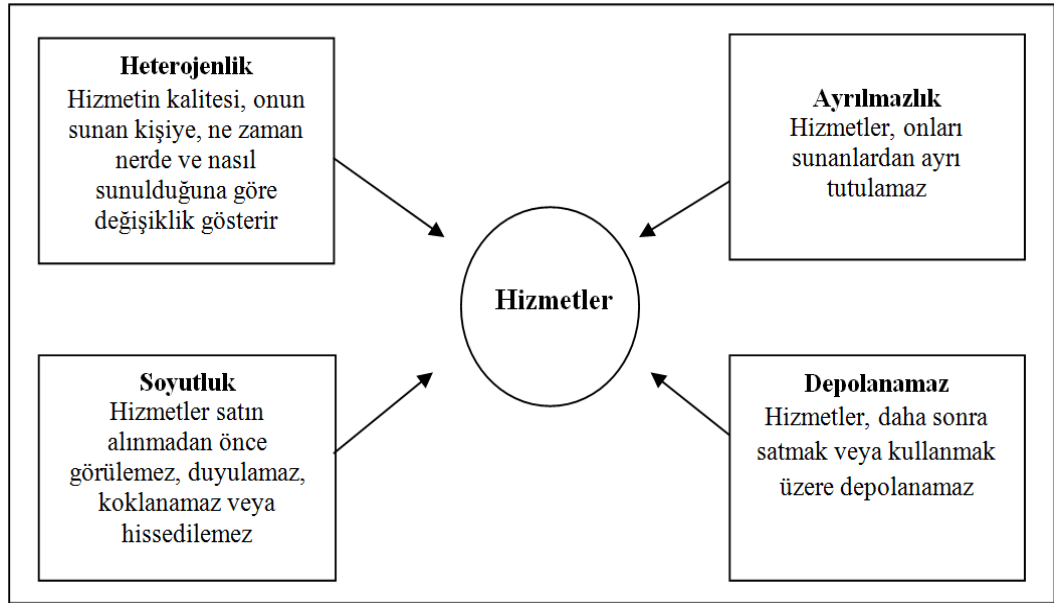 Heterojenlik
Hizmetin kalitesi, onun
sunan kişiye, ne zaman
nerde ve nasıl
sunulduğuna göre
değişiklik gösterir
Ayrılmazlık
Hizmetler, onları
sunanlardan ayrı
tutulamaz
Hizmetler
Soyutluk
Hizmetler satın
alınmadan önce
görülemez, duyulamaz,
koklanamaz veya
hissedilemez
Depolanamaz
Hizmetler, daha sonra
satmak veya kullanmak
üzere depolanamaz